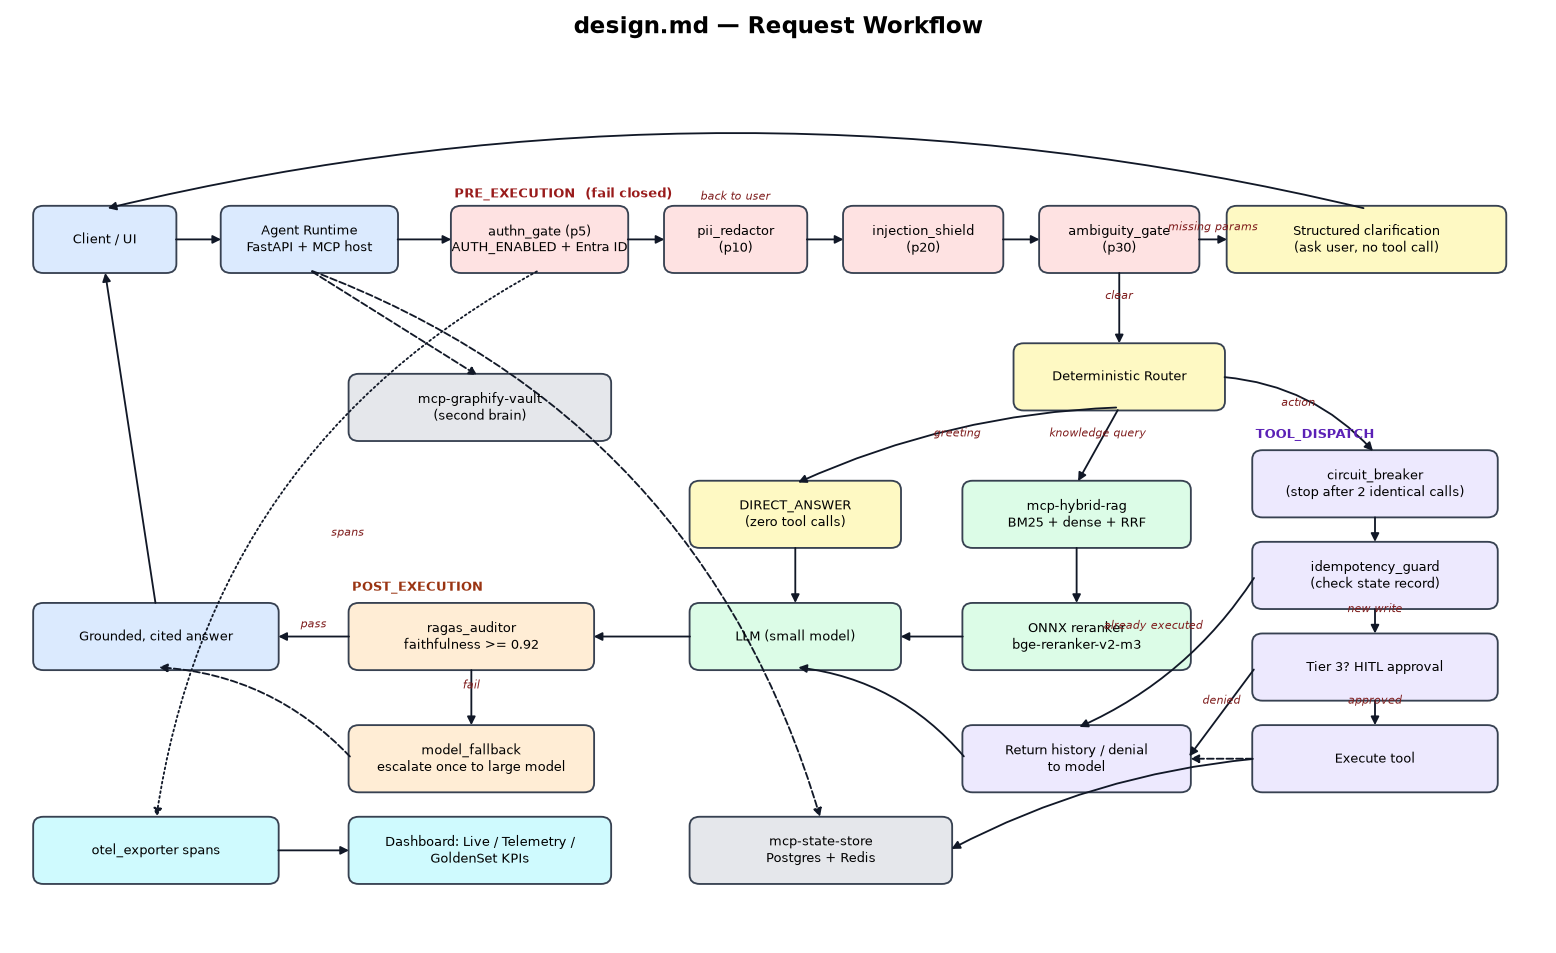 design.md — Request Workflow
PRE_EXECUTION (fail closed)
back to user
Client / UI
Agent Runtime
FastAPI + MCP host
authn_gate (p5)
AUTH_ENABLED + Entra ID
pii_redactor
(p10)
injection_shield
(p20)
ambiguity_gate
(p30)
missing params
Structured clarification
(ask user, no tool call)
clear
Deterministic Router
mcp-graphify-vault
(second brain)
greeting
knowledge query
action
TOOL_DISPATCH
DIRECT_ANSWER
(zero tool calls)
mcp-hybrid-rag
BM25 + dense + RRF
circuit_breaker
(stop after 2 identical calls)
spans
idempotency_guard
(check state record)
POST_EXECUTION
new write
Grounded, cited answer
pass
ragas_auditor
faithfulness >= 0.92
LLM (small model)
ONNX reranker
bge-reranker-v2-m3
already executed
Tier 3? HITL approval
fail
denied
approved
model_fallback
escalate once to large model
Return history / denial
to model
Execute tool
otel_exporter spans
Dashboard: Live / Telemetry /
GoldenSet KPIs
mcp-state-store
Postgres + Redis